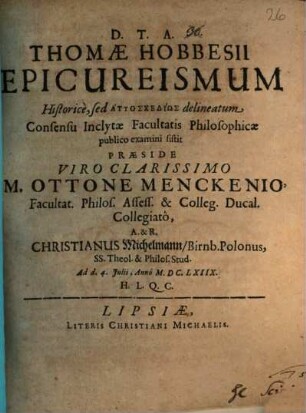 D. T. A.
THOMÆ HOBBESII
EPICUREISMUM
Historicè, sed ΑΥΤΟΣΧΕΔΙΩΣ delineatum
Consensu Inclytæ Facultatis Philosophicæ
publico examini sistit
PRÆSIDE
VIRO CLARISSIMO
M. OTTONE MENCKENIO,
Facultat. Philos. Assess. & Colleg. Ducal.
Collegiatô,
A. & R.
CHRISTIANUS Michelmann/Birnb. Polonus,
SS. Theol. & Philos. Stud.
Ad d. 4. Julii, Anno M. DC. LXIIX.
H. L. Q. C.
LIPSIÆ,
LITERIS CHRISTIANI MICHAELIS.